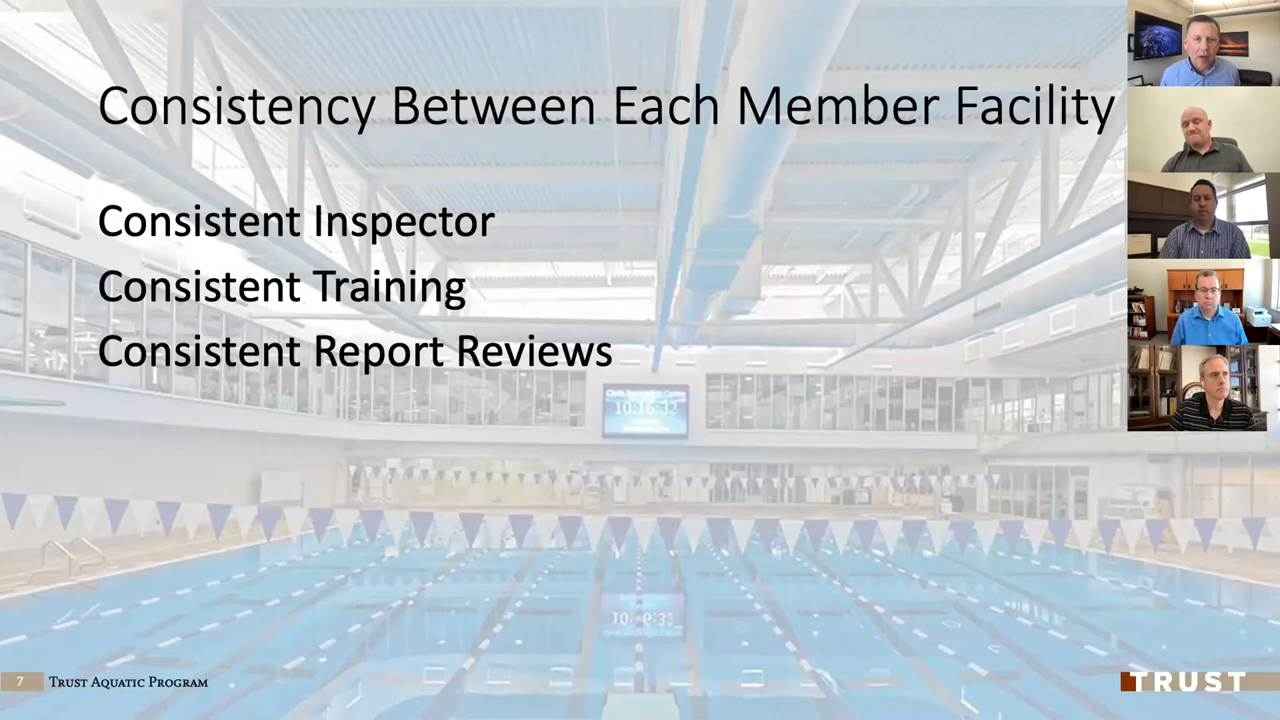 Consistency Between Each Member Facility
Consistent Inspector
Consistent Training
Consistent Report Reviews
7
Trust Aquatic Program
TRUST